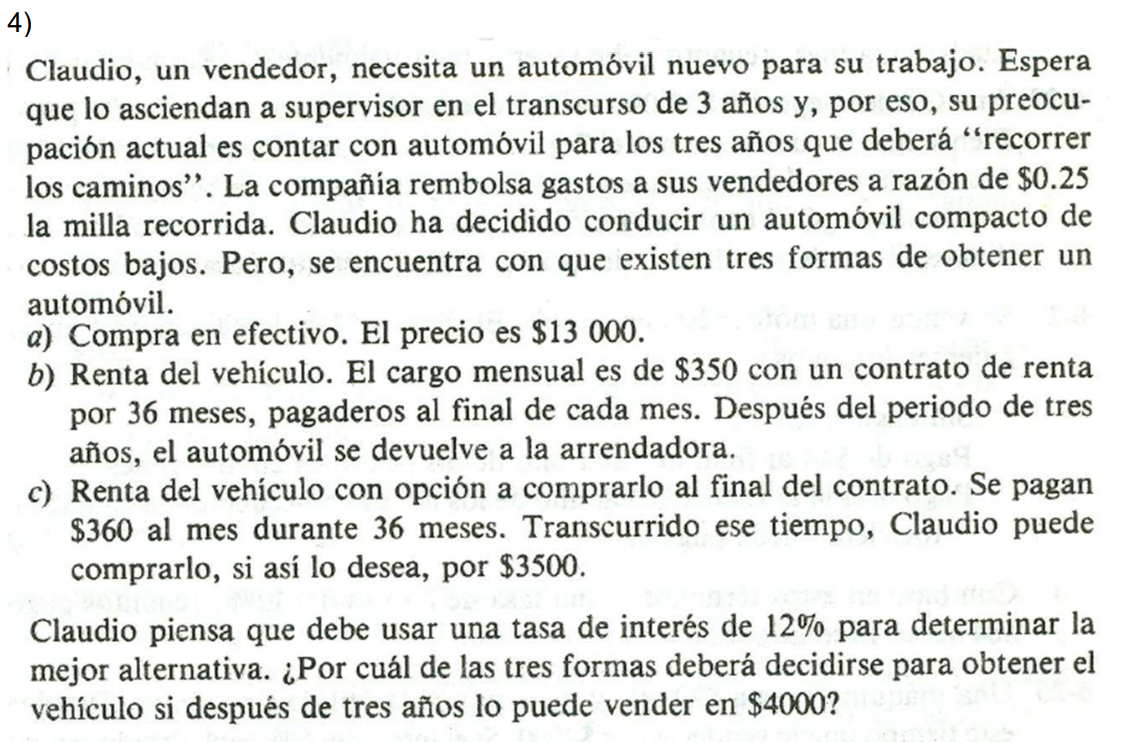 4)
Claudio, un vendedor, necesita un automóvil nuevo para su trabajo. Espera
que lo asciendan a supervisor en el transcurso de 3 años y, por eso, su preocu-
pación actual es contar con automóvil para los tres años que deberá “recorrer
los caminos”. La compañía rembolsa gastos a sus vendedores a razón de $0.25
la milla recorrida. Claudio ha decidido conducir un automóvil compacto de
costos bajos. Pero, se encuentra con que existen tres formas de obtener un
automóvil.
a) Compra en efectivo. El precio es $13 000.
b) Renta del vehículo. El cargo mensual es de $350 con un contrato de renta
por 36 meses, pagaderos al final de cada mes. Después del periodo de tres
años, el automóvil se devuelve a la arrendadora.
c) Renta del vehículo con opción a comprarlo al final del contrato. Se pagan
$360 al mes durante 36 meses. Transcurrido ese tiempo, Claudio puede
comprarlo, si así lo desea, por $3500.
Claudio piensa que debe usar una tasa de interés de 12% para determinar la
mejor alternativa. ¿Por cuál de las tres formas deberá decidirse para obtener el
vehículo si después de tres años lo puede vender en $4000?